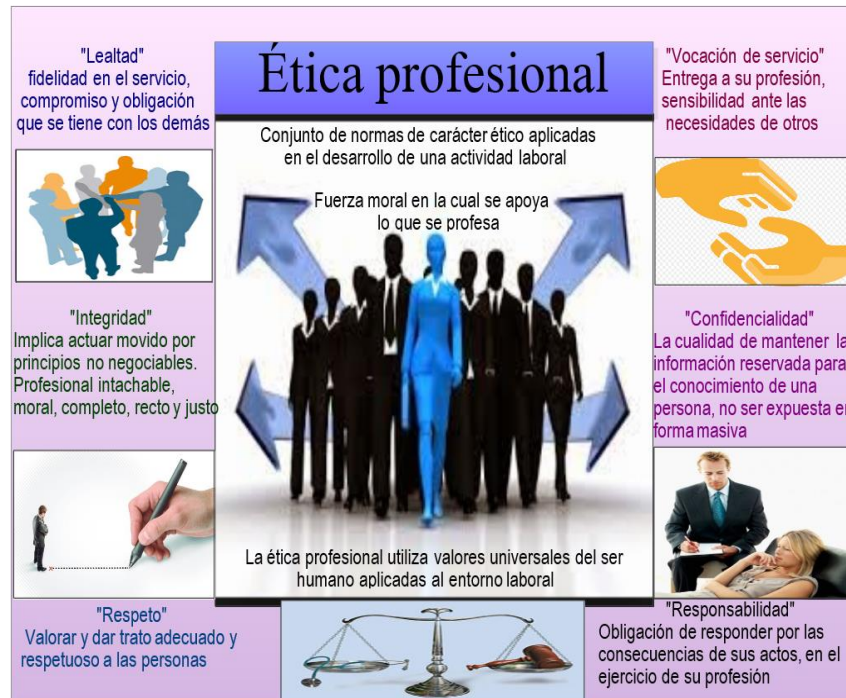 Ética profesional
Conjunto de normas de carácter ético aplicadas
en el desarrollo de una actividad laboral
Fuerza moral en la cual se apoya
lo que se profesa
La ética profesional utiliza valores universales del ser
humano aplicadas al entorno laboral
"Lealtad"
fidelidad en el servicio,
compromiso y obligación
que se tiene con los demás
"Integridad"
Implica actuar movido por
principios no negociables.
Profesional intachable,
moral, completo, recto y justo
"Respeto"
Valorar y dar trato adecuado y
respetuoso a las personas
"Vocación de servicio"
Entrega a su profesión,
sensibilidad ante las
necesidades de otros
"Confidencialidad"
La cualidad de mantener la
información reservada para
el conocimiento de una
persona, no ser expuesta en
forma masiva
"Responsabilidad"
Obligación de responder por las
consecuencias de sus actos, en el
ejercicio de su profesión